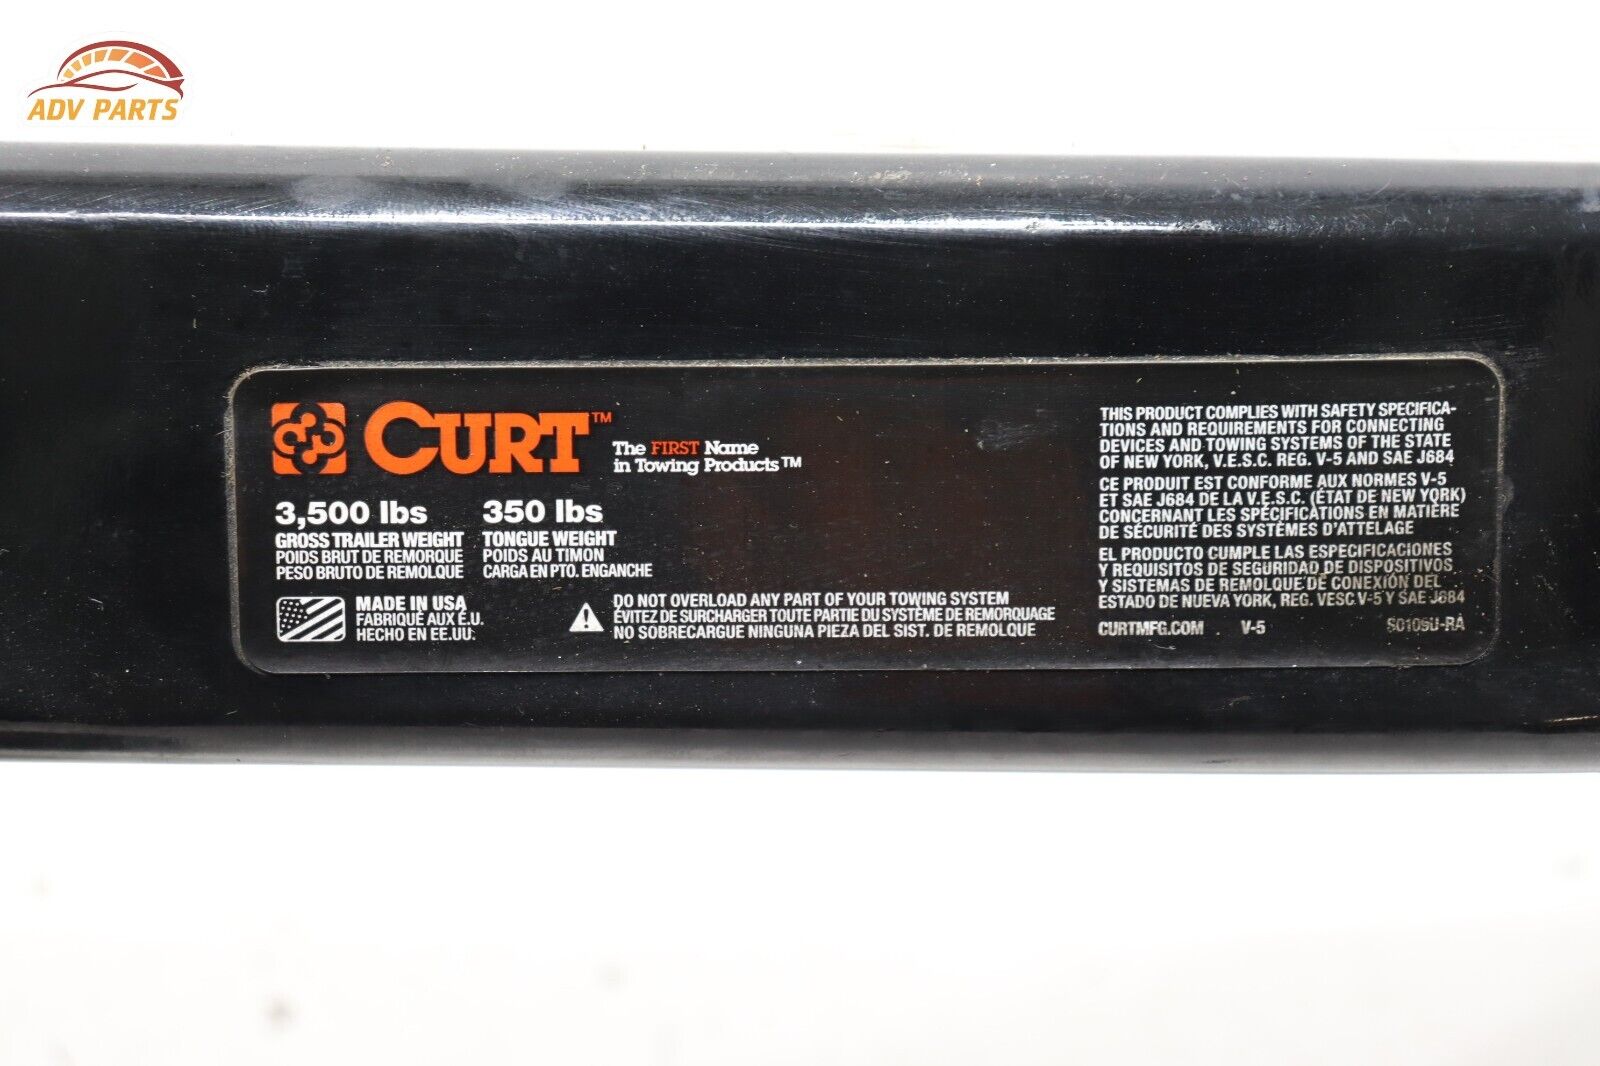 ADV PARTS
CURT™
The FIRST Name
in Towing Products™
3,500 lbs
GROSS TRAILER WEIGHT
POIDS BRUT DE REMORQUE
PESO BRUTO DE REMOLQUE
350 lbs
TONGUE WEIGHT
POIDS AU TIMON
CARGA EN PTO. ENGANCHE
MADE IN USA
FABRIQUÉ AUX É.U.
HECHO EN EE.UU.
DO NOT OVERLOAD ANY PART OF YOUR TOWING SYSTEM
ÉVITEZ DE SURCHARGER TOUTE PARTIE DU SYSTÈME DE REMORQUAGE
NO SOBRECARGUE NINGUNA PIEZA DEL SIST. DE REMOLQUE
THIS PRODUCT COMPLIES WITH SAFETY SPECIFICA-
TIONS AND REQUIREMENTS FOR CONNECTING
DEVICES AND TOWING SYSTEMS OF THE STATE
OF NEW YORK, V.E.S.C. REG. V-5 AND SAE J684
CE PRODUIT EST CONFORME AUX NORMES V-5
ET SAE J684 DE LA V.E.S.C. (ÉTAT DE NEW YORK)
CONCERNANT LES SPÉCIFICATIONS EN MATIÈRE
DE SÉCURITÉ DES SYSTÈMES D'ATTELAGE
EL PRODUCTO CUMPLE LAS ESPECIFICACIONES
Y REQUISITOS DE SEGURIDAD DE DISPOSITIVOS
Y SISTEMAS DE REMOLQUE DE CONEXIÓN DEL
ESTADO DE NUEVA YORK, REG. VESC V-5 Y SAE J684
CURTMFG.COM V-5